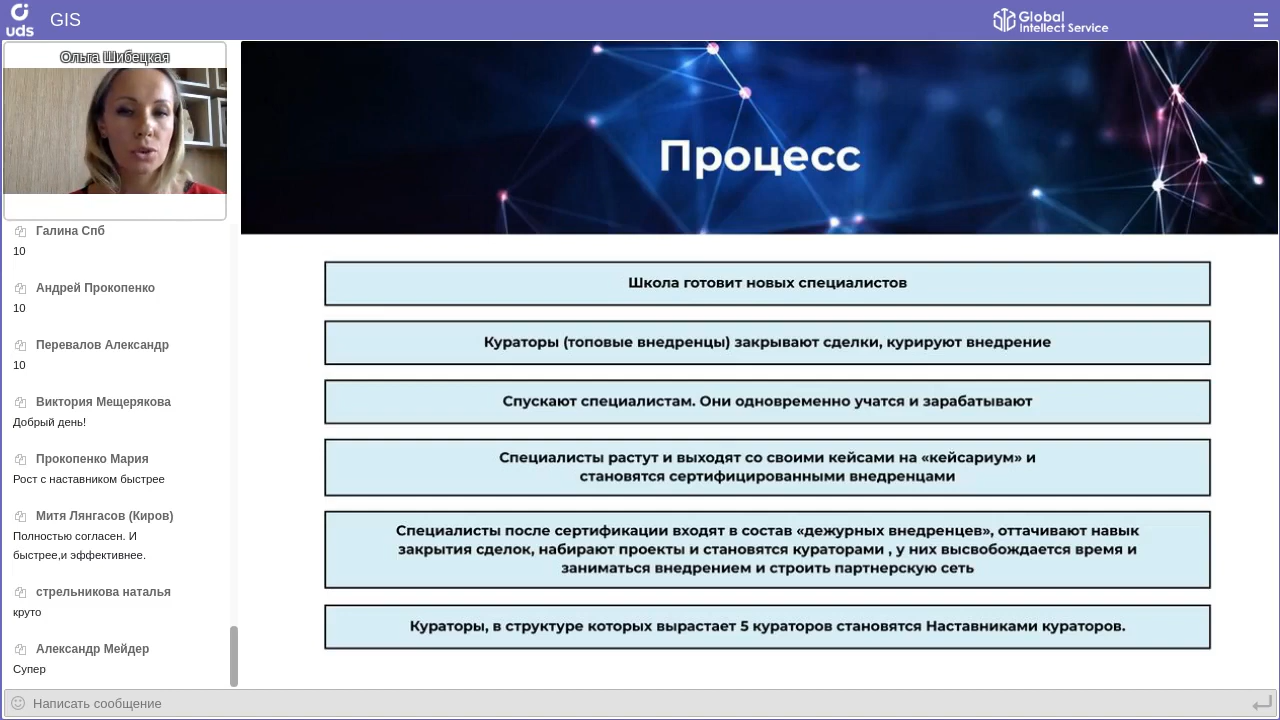 uds
GIS
Global
Intellect Service
Ольга Шибецкая
Галина Спб
10
Андрей Прокопенко
10
Перевалов Александр
10
Виктория Мещерякова
Добрый день!
Прокопенко Мария
Рост с наставником быстрее
Митя Лянгасов (Киров)
Полностью согласен. И
быстрее,и эффективнее.
стрельникова наталья
круто
Александр Мейдер
Супер
Написать сообщение
Процесс
Школа готовит новых специалистов
Кураторы (топовые внедренцы) закрывают сделки, курируют внедрение
Спускают специалистам. Они одновременно учатся и зарабатывают
Специалисты растут и выходят со своими кейсами на «кейсариум» и
становятся сертифицированными внедренцами
Специалисты после сертификации входят в состав «дежурных внедренцев», оттачивают навык
закрытия сделок, набирают проекты и становятся кураторами , у них высвобождается время и
заниматься внедрением и строить партнерскую сеть
Кураторы, в структуре которых вырастает 5 кураторов становятся Наставниками кураторов.